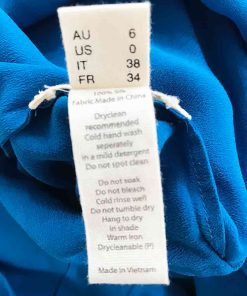 AU 6
US 0
IT 38
FR 34
100% Silk
Fabric Made in China
Dryclean
recommended
Cold hand wash
seperately
in a mild detergent
Do not spot clean
Do not soak
Do not bleach
Cold rinse well
Do not tumble dry
Hang to dry
in shade
Warm iron
Drycleanable (P)
Made in Vietnam